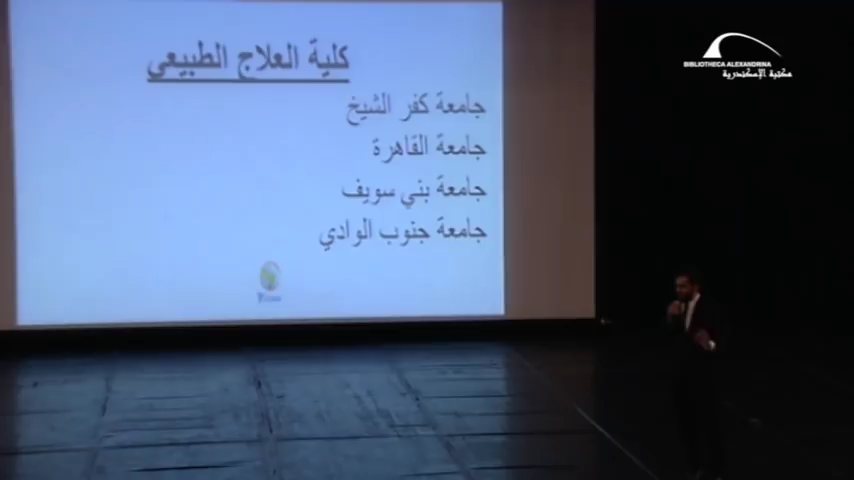 كلية العلاج الطبيعي
جامعة كفر الشيخ
جامعة القاهرة
جامعة بني سويف
جامعة جنوب الوادي
BIBLIOTHECA ALEXANDRINA
مكتبة الإسكندرية